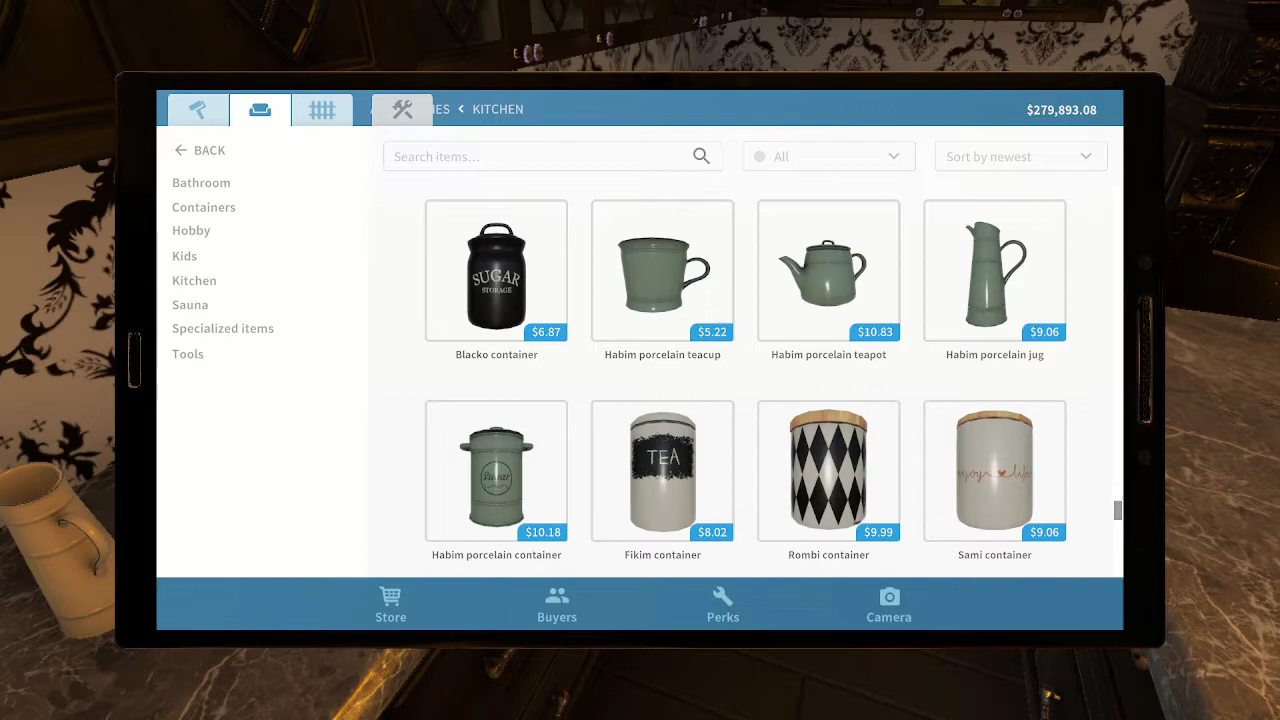 ES < KITCHEN
$279,893.08
BACK
Search items...
All
Sort by newest
Bathroom
Containers
Hobby
Kids
Kitchen
Sauna
Specialized items
Tools
SUGAR
STORAGE
$6.87
$5.22
$10.83
$9.06
Blacko container
Habim porcelain teacup
Habim porcelain teapot
Habim porcelain jug
Sugar
TEA
enjoy life
$10.18
$8.02
$9.99
$9.06
Habim porcelain container
Fikim container
Rombi container
Sami container
Store
Buyers
Perks
Camera